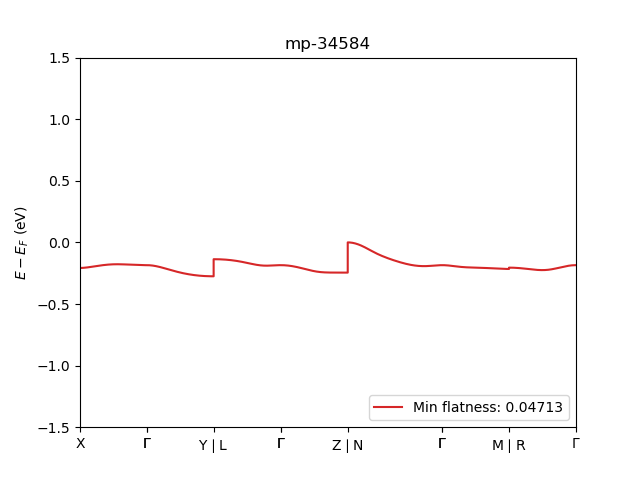 mp-34584
1.5
1.0
0.5
0.0
−0.5
−1.0
−1.5
E − E_F (eV)
X Γ Y | L Γ Z | N Γ M | R Γ
Min flatness: 0.04713